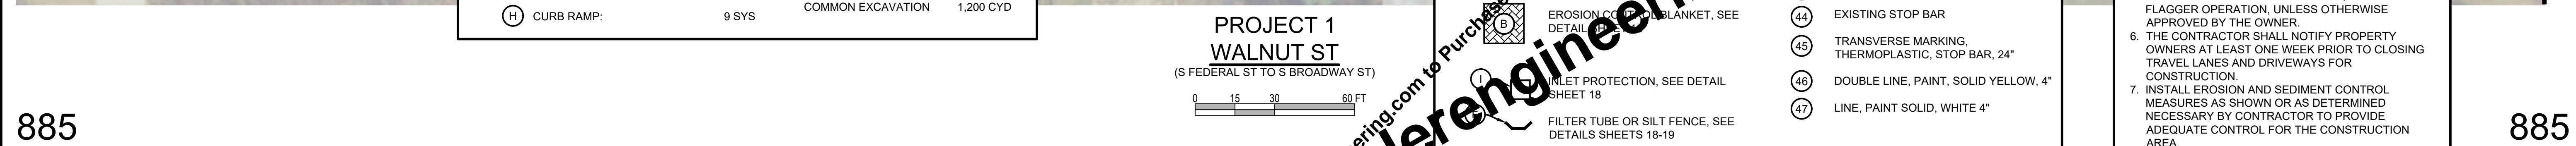 H CURB RAMP: 9 SYS
COMMON EXCAVATION 1,200 CYD
PROJECT 1
WALNUT ST
(S FEDERAL ST TO S BROADWAY ST)
0 15 30 60 FT
B
EROSION CONTROL BLANKET, SEE
DETAIL SHEET
I
INLET PROTECTION, SEE DETAIL
SHEET 18
FILTER TUBE OR SILT FENCE, SEE
DETAILS SHEETS 18-19
ering.com to Purchase
derengineeri
44 EXISTING STOP BAR
45 TRANSVERSE MARKING,
THERMOPLASTIC, STOP BAR, 24"
46 DOUBLE LINE, PAINT, SOLID YELLOW, 4"
47 LINE, PAINT SOLID, WHITE 4"
FLAGGER OPERATION, UNLESS OTHERWISE
APPROVED BY THE OWNER.
6. THE CONTRACTOR SHALL NOTIFY PROPERTY
OWNERS AT LEAST ONE WEEK PRIOR TO CLOSING
TRAVEL LANES AND DRIVEWAYS FOR
CONSTRUCTION.
7. INSTALL EROSION AND SEDIMENT CONTROL
MEASURES AS SHOWN OR AS DETERMINED
NECESSARY BY CONTRACTOR TO PROVIDE
ADEQUATE CONTROL FOR THE CONSTRUCTION
AREA.
885
885